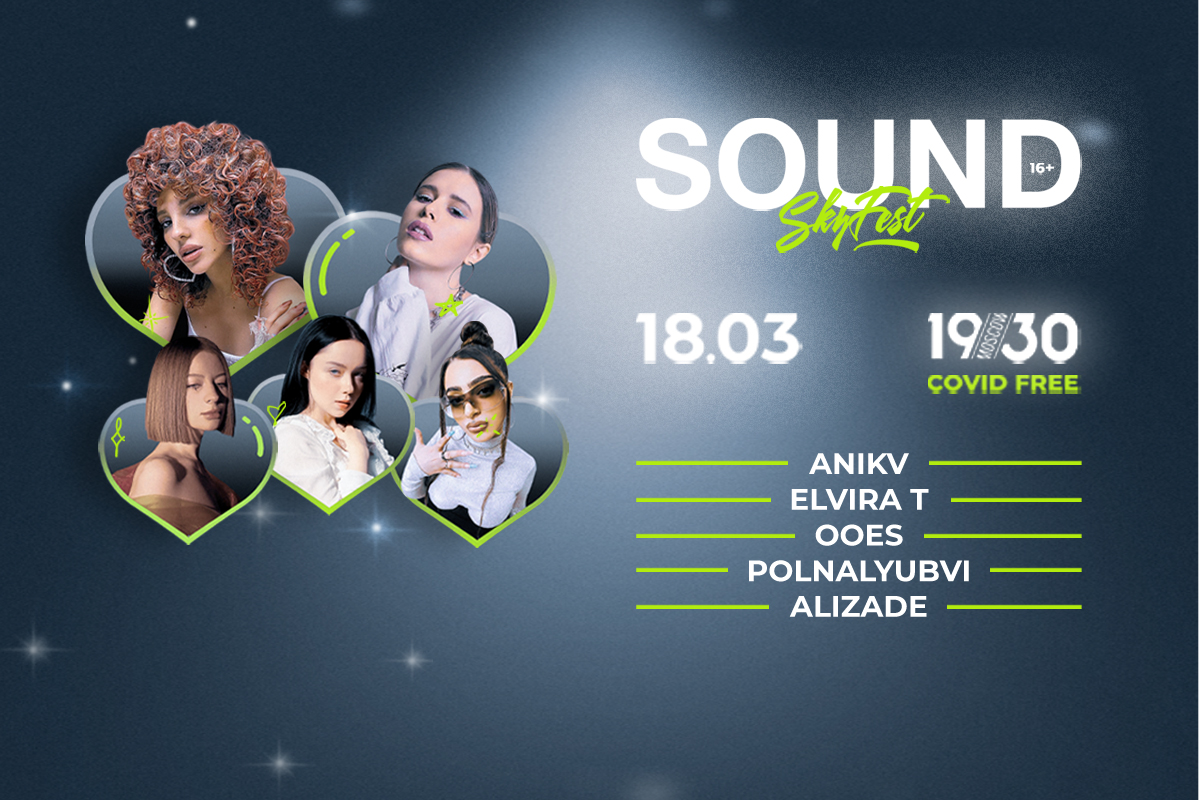 SOUND
16+
SkyFest
18.03
19 MOSCOW 30
COVID FREE
ANIKV
ELVIRA T
OOES
POLNALYUBVI
ALIZADE